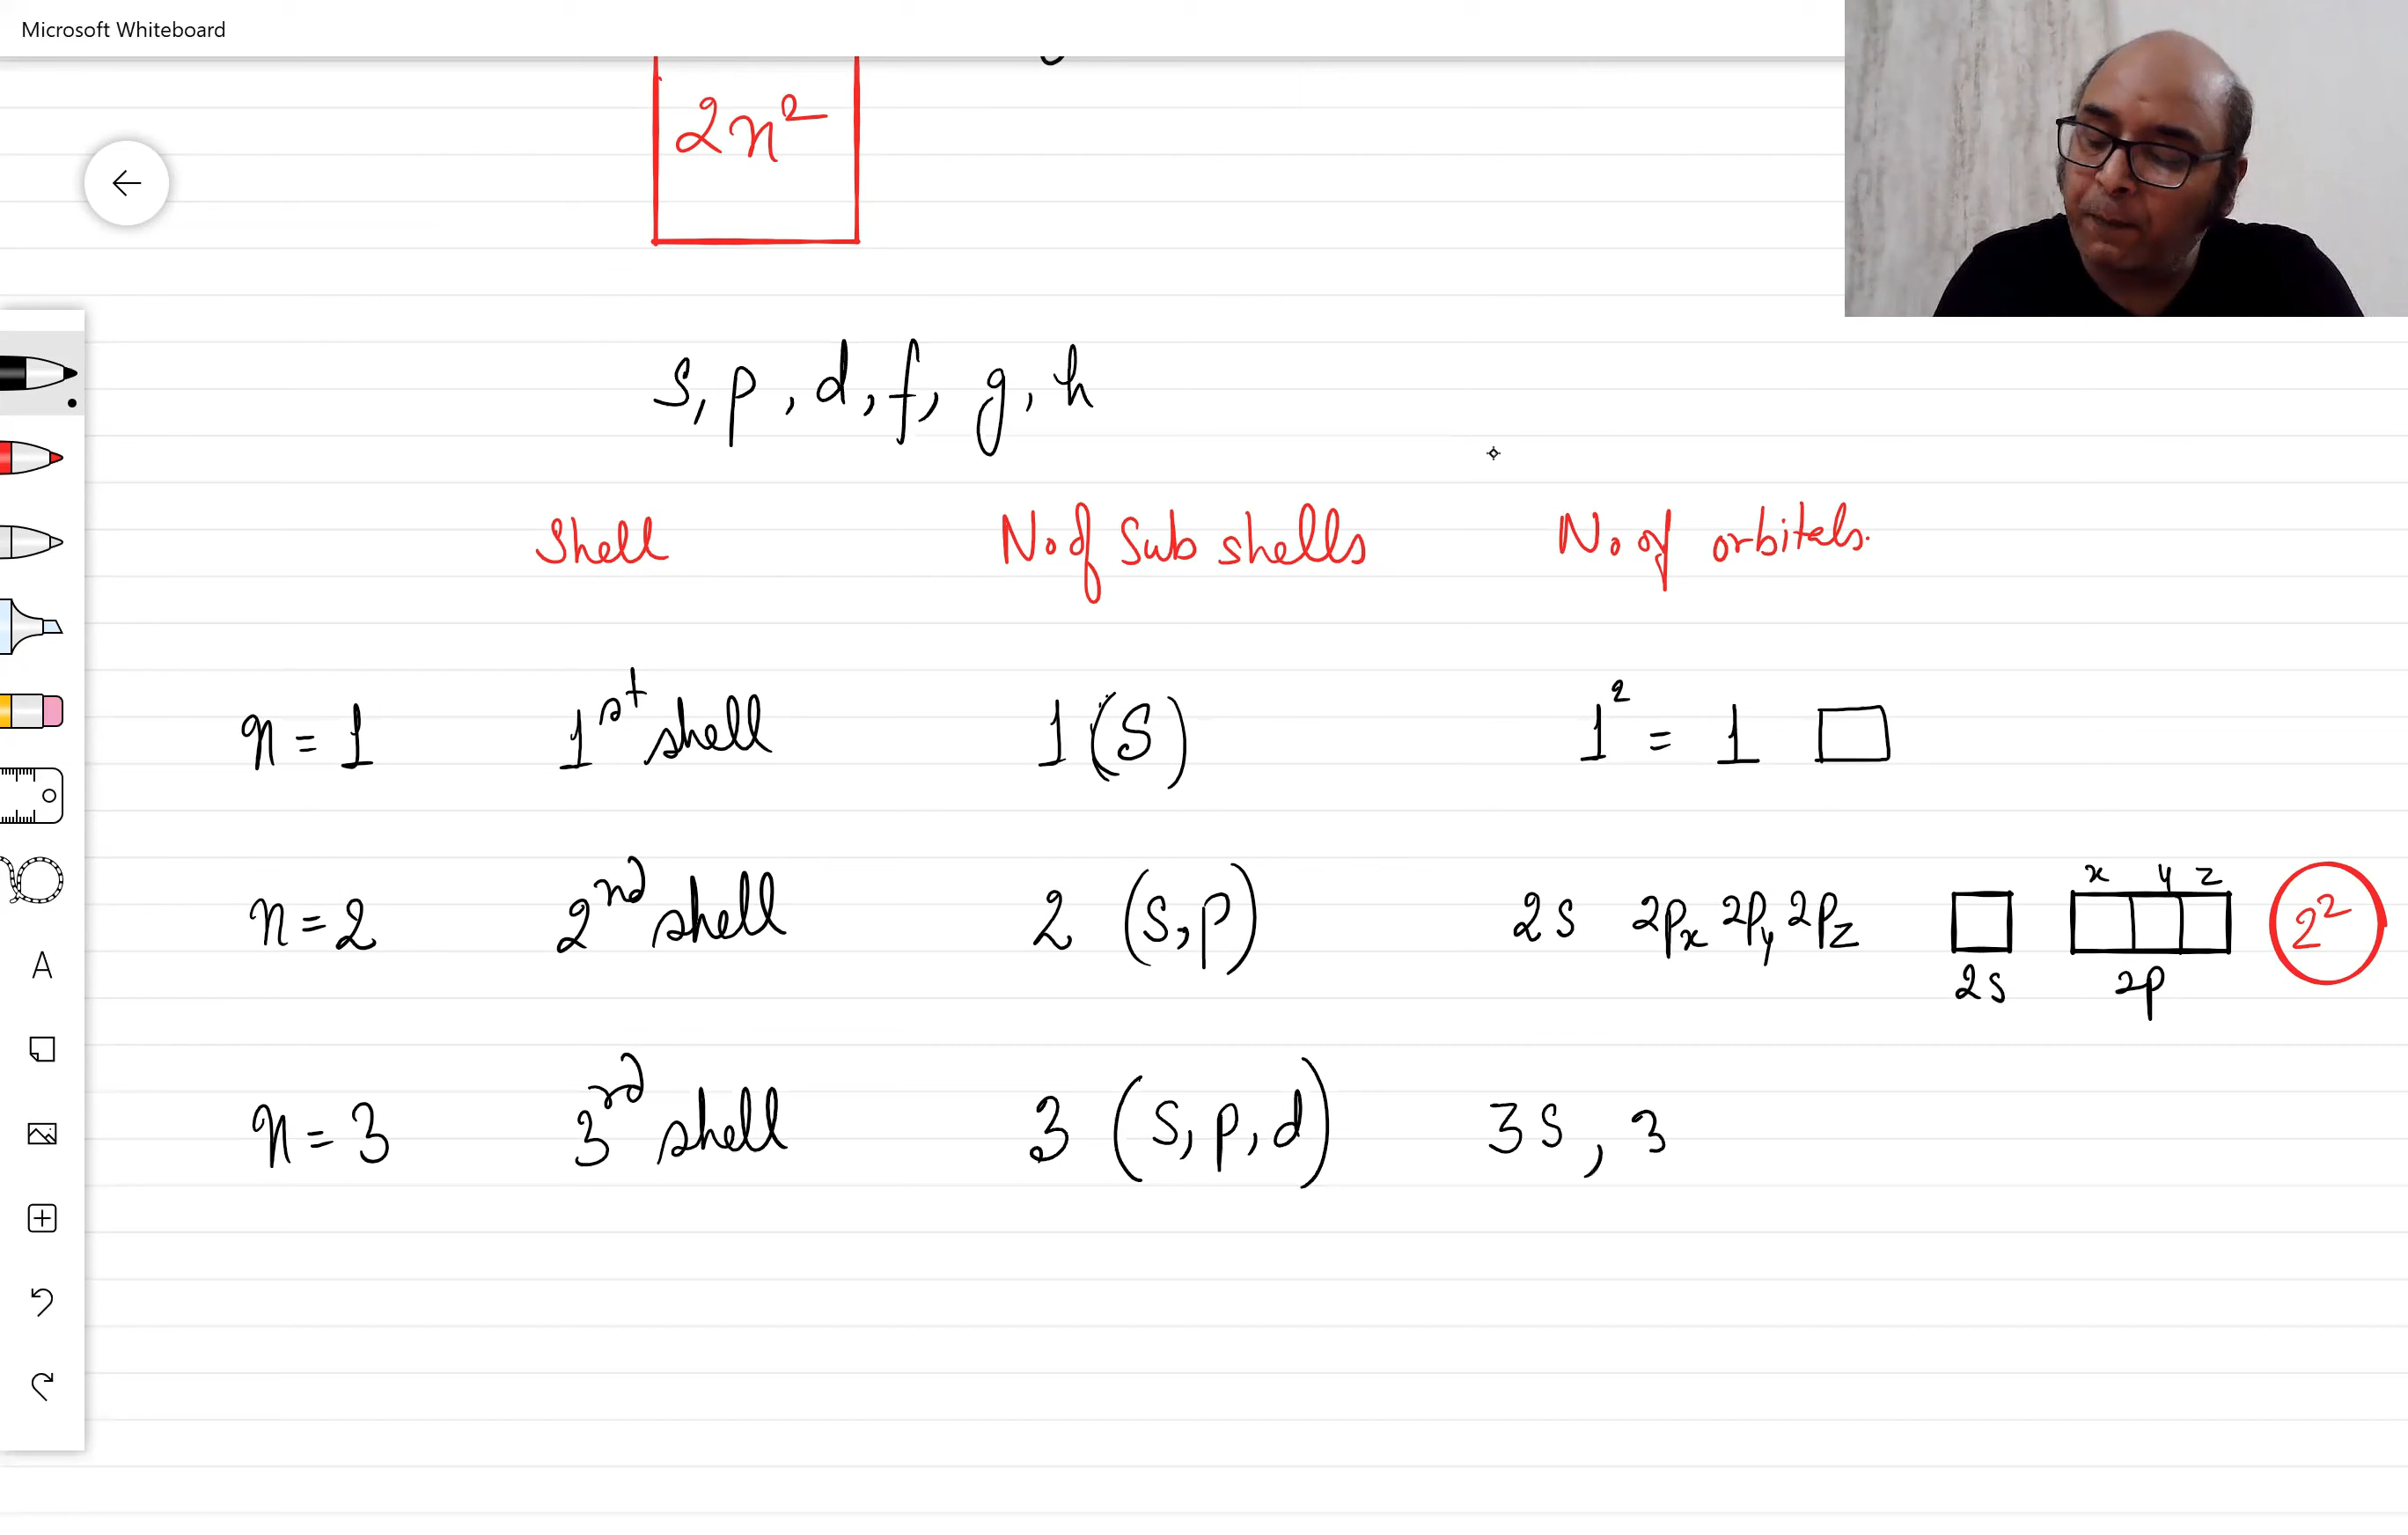 Microsoft Whiteboard
2n²
s, p, d, f, g, h
Shell No of Sub shells No of orbitals.
n = 1 1st shell 1 (S) 1² = 1
x y z
n = 2 2nd shell 2 (s, p) 2s 2px 2py 2pz 2²
2s 2p
n = 3 3rd shell 3 (s, p, d) 3s, 3
A